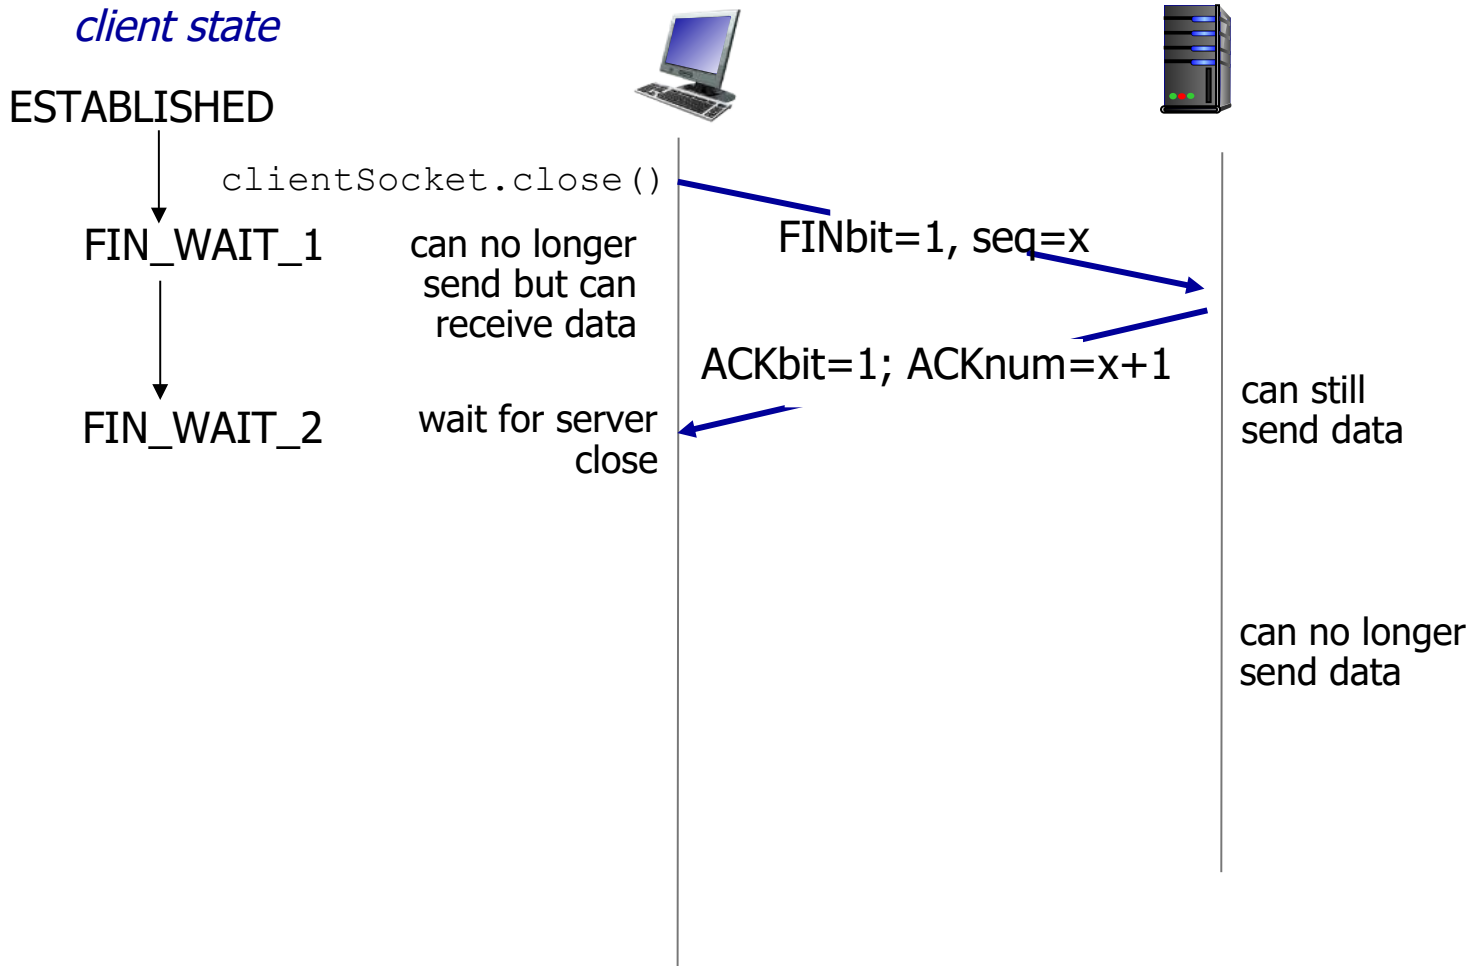 client state
ESTABLISHED
clientSocket.close()
FIN_WAIT_1
can no longer
send but can
receive data
FINbit=1, seq=x
ACKbit=1; ACKnum=x+1
FIN_WAIT_2
wait for server
close
can still
send data
can no longer
send data